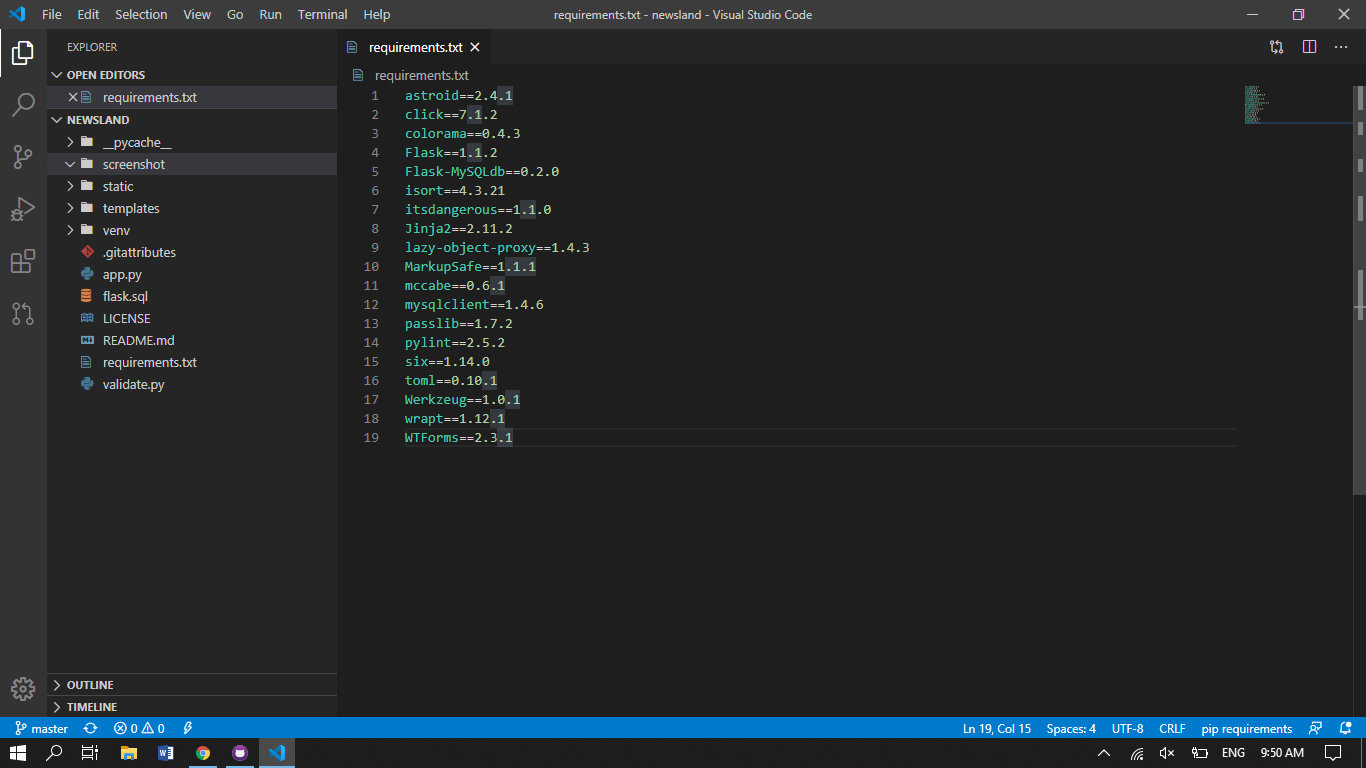 File Edit Selection View Go Run Terminal Help requirements.txt - newsland - Visual Studio Code
EXPLORER
OPEN EDITORS
requirements.txt
NEWSLAND
__pycache__
screenshot
static
templates
venv
.gitattributes
app.py
flask.sql
LICENSE
README.md
requirements.txt
validate.py
OUTLINE
TIMELINE
requirements.txt
requirements.txt
1 astroid==2.4.1
2 click==7.1.2
3 colorama==0.4.3
4 Flask==1.1.2
5 Flask-MySQLdb==0.2.0
6 isort==4.3.21
7 itsdangerous==1.1.0
8 Jinja2==2.11.2
9 lazy-object-proxy==1.4.3
10 MarkupSafe==1.1.1
11 mccabe==0.6.1
12 mysqlclient==1.4.6
13 passlib==1.7.2
14 pylint==2.5.2
15 six==1.14.0
16 toml==0.10.1
17 Werkzeug==1.0.1
18 wrapt==1.12.1
19 WTForms==2.3.1
master 0 0 Ln 19, Col 15 Spaces: 4 UTF-8 CRLF pip requirements
ENG 9:50 AM